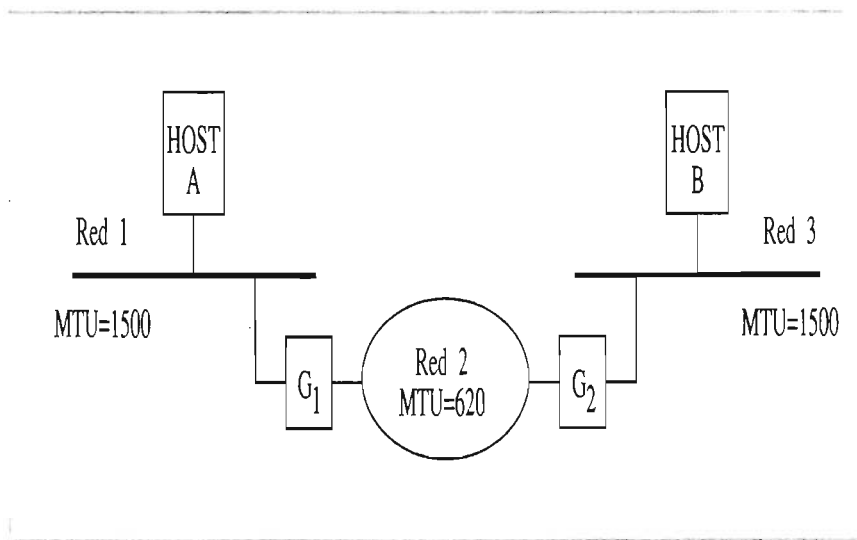 HOST
A
HOST
B
Red 1
Red 3
MTU=1500
MTU=1500
Red 2
MTU=620
G1
G2